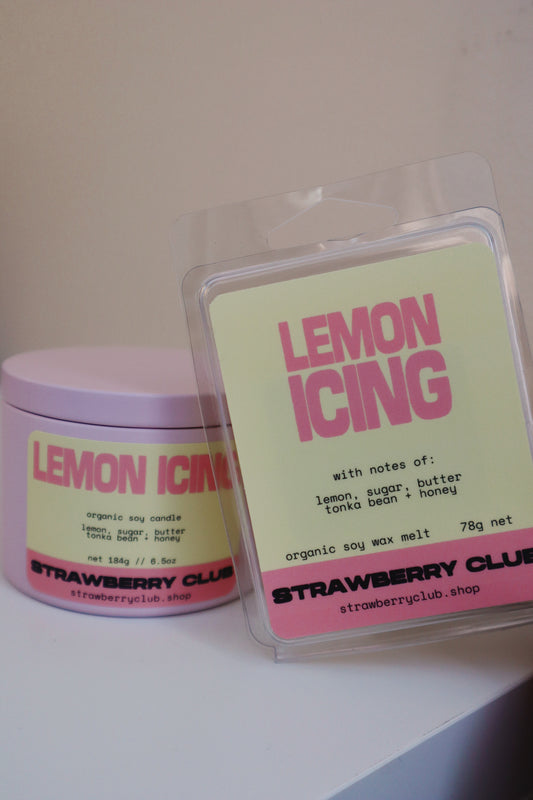 LEMON ICING
organic soy candle
lemon, sugar, butter
tonka bean + honey
net 184g // 6.5oz
STRAWBERRY CLUB
strawberryclub.shop
LEMON
ICING
with notes of:
lemon, sugar, butter
tonka bean + honey
organic soy wax melt 78g net
STRAWBERRY CLUB
strawberryclub.shop